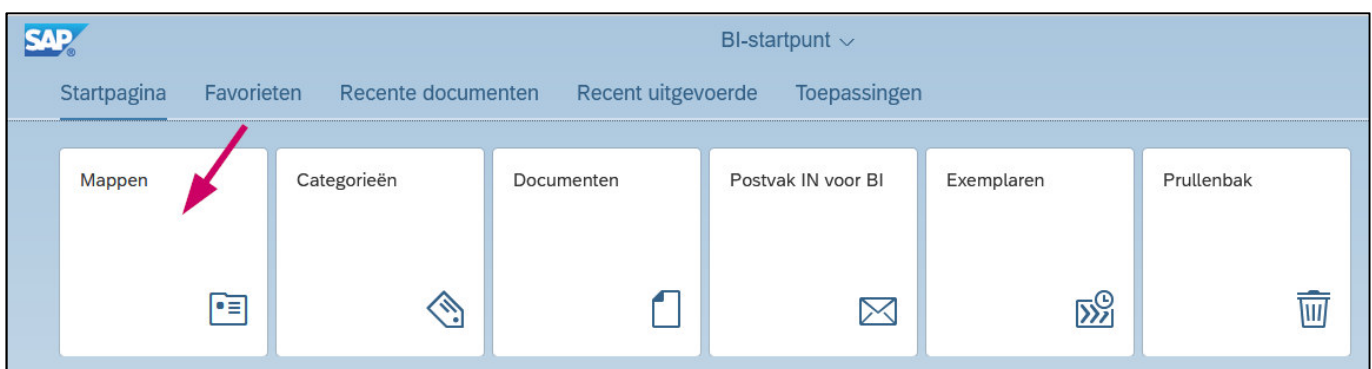 SAP®
BI-startpunt
Startpagina Favorieten Recente documenten Recent uitgevoerde Toepassingen
Mappen Categorieën Documenten Postvak IN voor BI Exemplaren Prullenbak